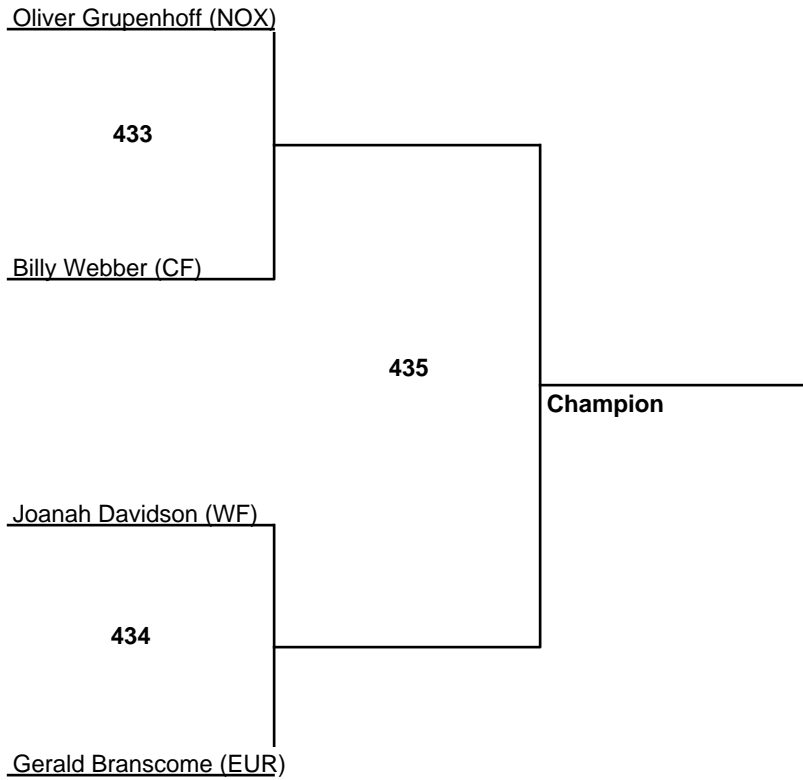 Oliver Grupenhoff (NOX)
433
Billy Webber (CF)
435
Champion
Joanah Davidson (WF)
434
Gerald Branscome (EUR)